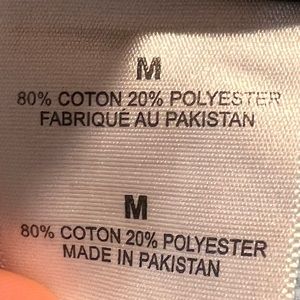 M
80% COTON 20% POLYESTER
FABRIQUÉ AU PAKISTAN
M
80% COTON 20% POLYESTER
MADE IN PAKISTAN